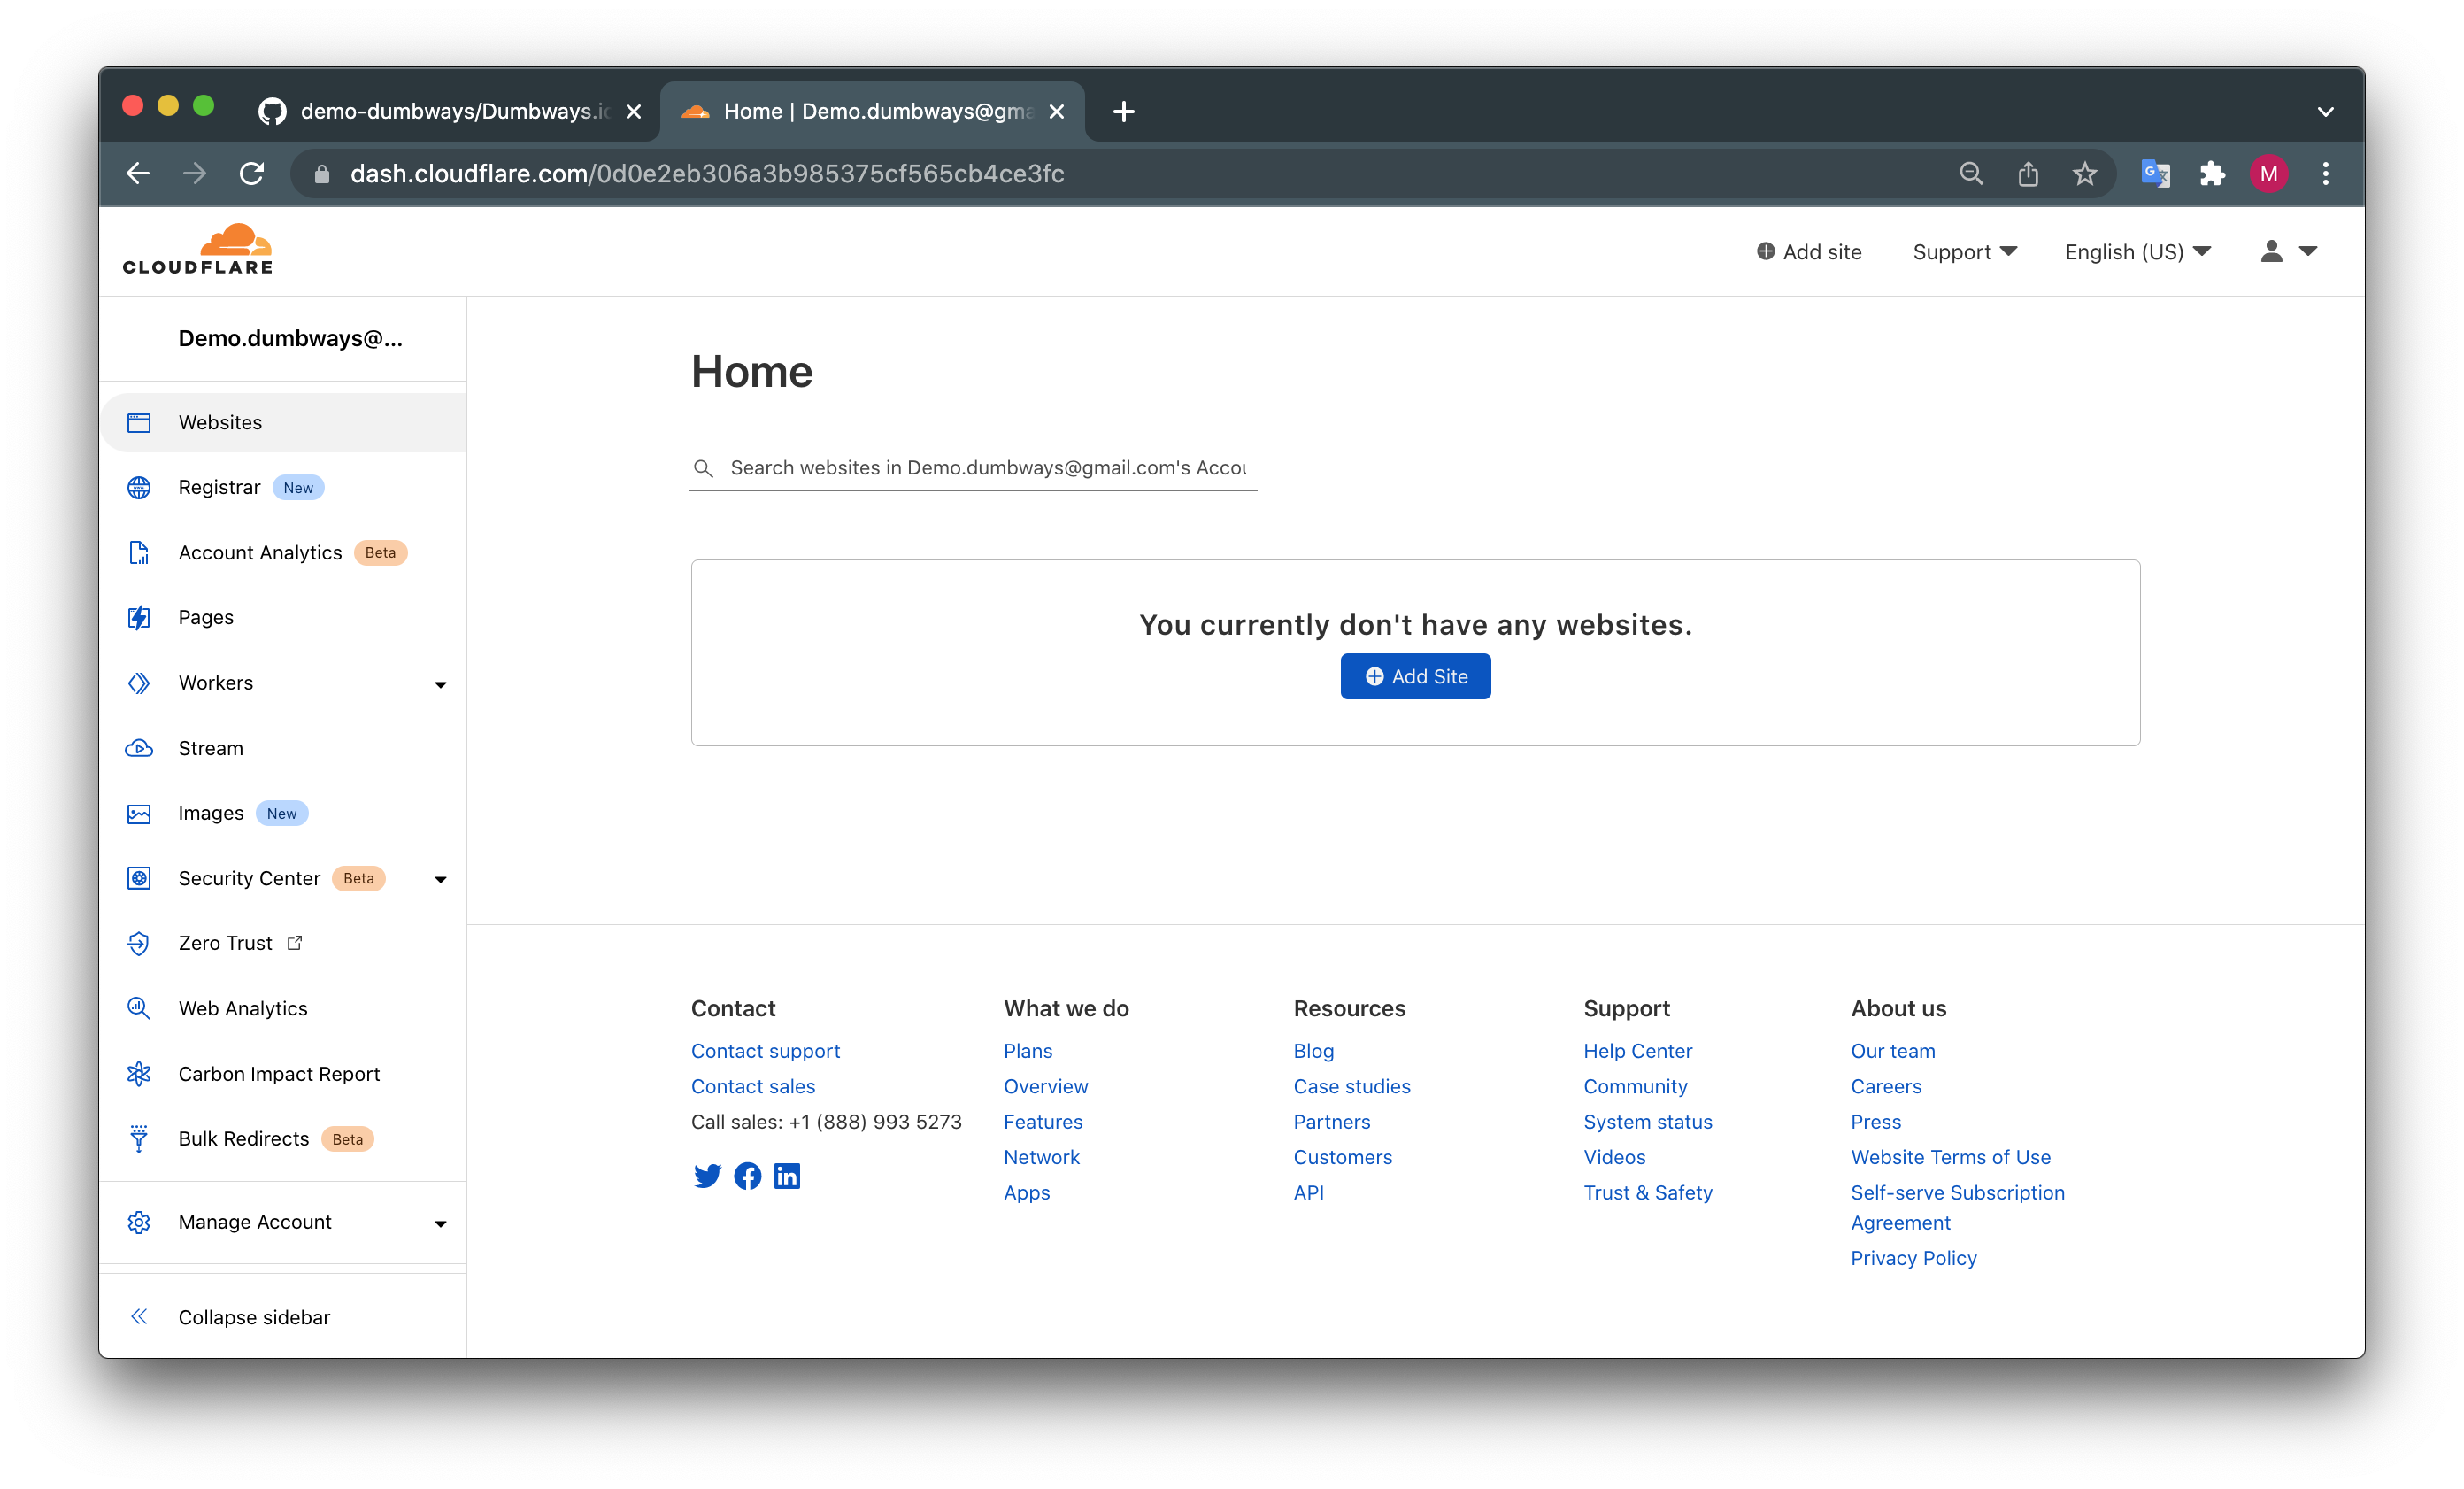 demo-dumbways/Dumbways.io
Home | Demo.dumbways@gma
dash.cloudflare.com/0d0e2eb306a3b985375cf565cb4ce3fc
M
CLOUDFLARE
Add site
Support
English (US)
Demo.dumbways@...
Websites
Registrar New
Account Analytics Beta
Pages
Workers
Stream
Images New
Security Center Beta
Zero Trust
Web Analytics
Carbon Impact Report
Bulk Redirects Beta
Manage Account
Collapse sidebar
Home
Search websites in Demo.dumbways@gmail.com's Accou
You currently don't have any websites.
Add Site
Contact
Contact support
Contact sales
Call sales: +1 (888) 993 5273
What we do
Plans
Overview
Features
Network
Apps
Resources
Blog
Case studies
Partners
Customers
API
Support
Help Center
Community
System status
Videos
Trust & Safety
About us
Our team
Careers
Press
Website Terms of Use
Self-serve Subscription
Agreement
Privacy Policy